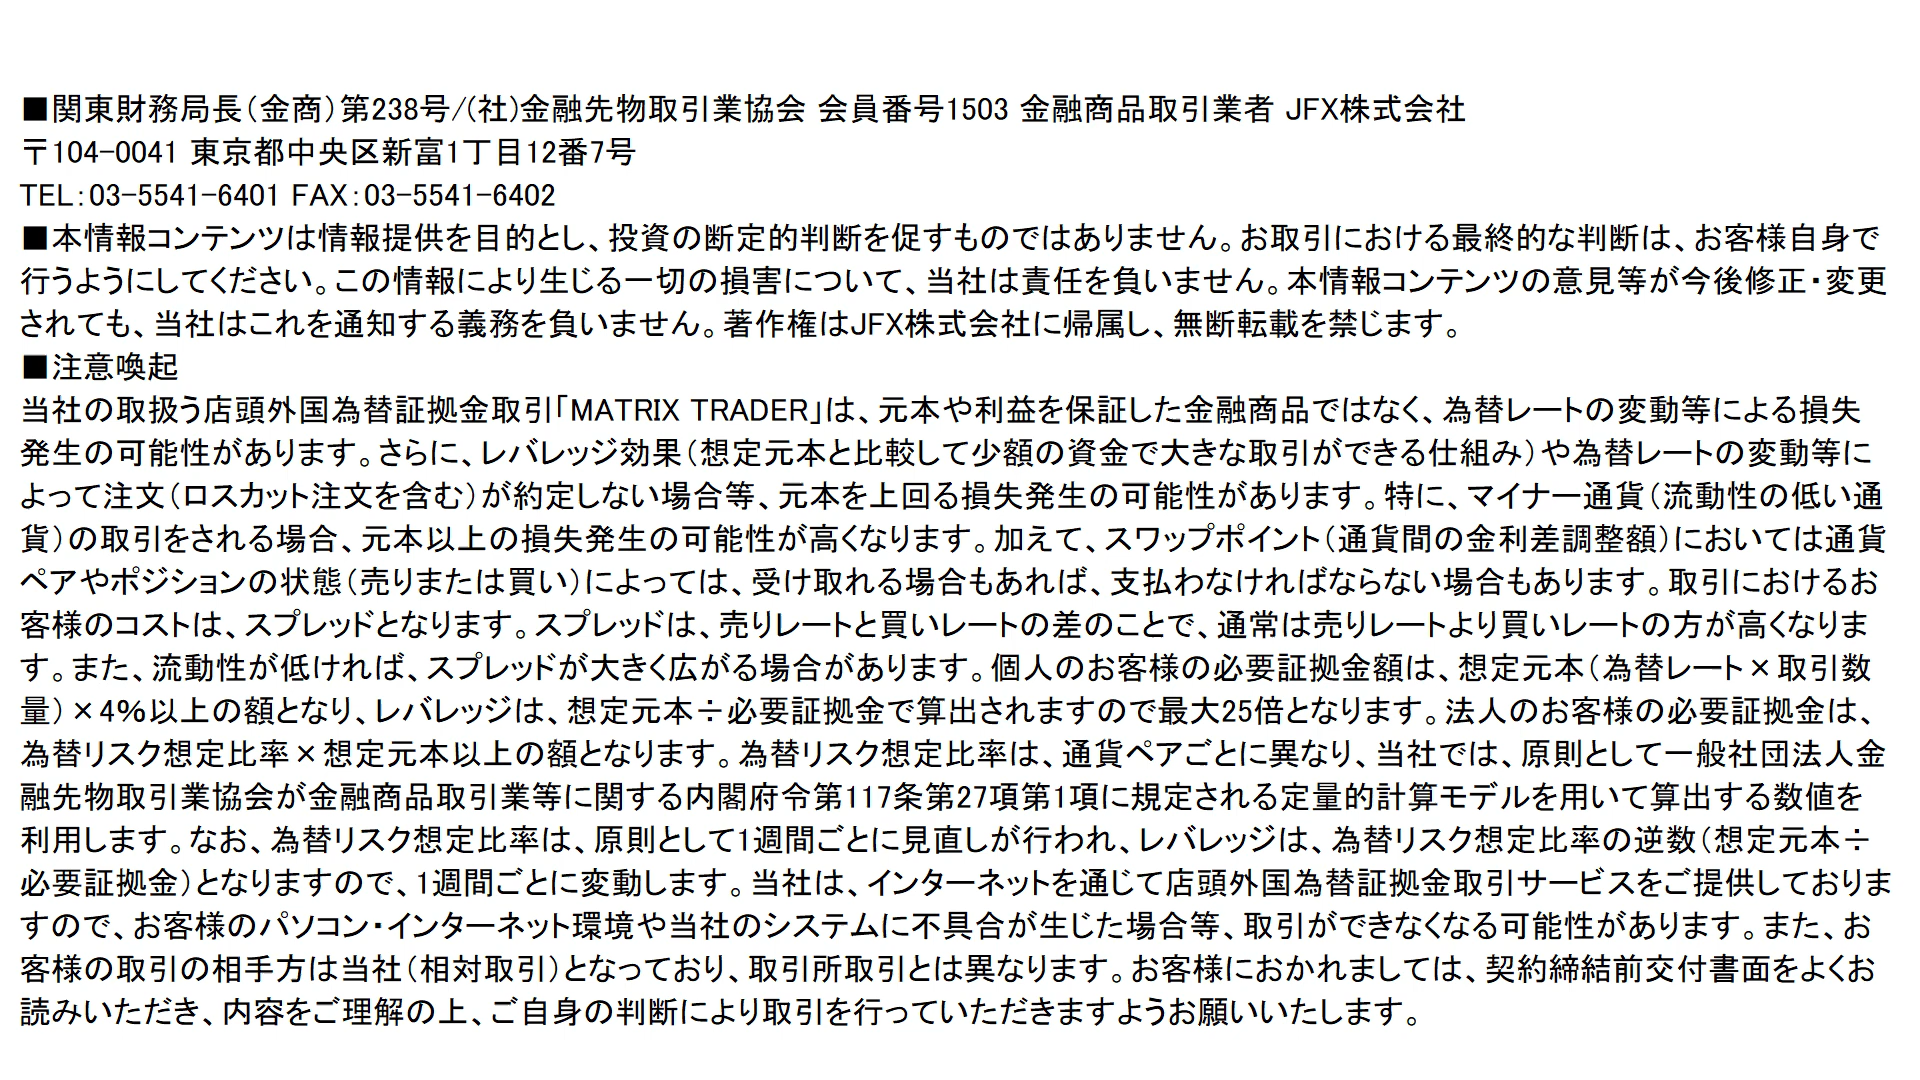 ■関東財務局長（金商）第238号/(社)金融先物取引業協会 会員番号1503 金融商品取引業者 JFX株式会社
〒104-0041 東京都中央区新富1丁目12番7号
TEL：03-5541-6401 FAX：03-5541-6402
■本情報コンテンツは情報提供を目的とし、投資の断定的判断を促すものではありません。お取引における最終的な判断は、お客様自身で
行うようにしてください。この情報により生じる一切の損害について、当社は責任を負いません。本情報コンテンツの意見等が今後修正・変更
されても、当社はこれを通知する義務を負いません。著作権はJFX株式会社に帰属し、無断転載を禁じます。
■注意喚起
当社の取扱う店頭外国為替証拠金取引「MATRIX TRADER」は、元本や利益を保証した金融商品ではなく、為替レートの変動等による損失
発生の可能性があります。さらに、レバレッジ効果（想定元本と比較して少額の資金で大きな取引ができる仕組み）や為替レートの変動等に
よって注文（ロスカット注文を含む）が約定しない場合等、元本を上回る損失発生の可能性があります。特に、マイナー通貨（流動性の低い通
貨）の取引をされる場合、元本以上の損失発生の可能性が高くなります。加えて、スワップポイント（通貨間の金利差調整額）においては通貨
ペアやポジションの状態（売りまたは買い）によっては、受け取れる場合もあれば、支払わなければならない場合もあります。取引におけるお
客様のコストは、スプレッドとなります。スプレッドは、売りレートと買いレートの差のことで、通常は売りレートより買いレートの方が高くなりま
す。また、流動性が低ければ、スプレッドが大きく広がる場合があります。個人のお客様の必要証拠金額は、想定元本（為替レート×取引数
量）×4％以上の額となり、レバレッジは、想定元本÷必要証拠金で算出されますので最大25倍となります。法人のお客様の必要証拠金は、
為替リスク想定比率×想定元本以上の額となります。為替リスク想定比率は、通貨ペアごとに異なり、当社では、原則として一般社団法人金
融先物取引業協会が金融商品取引業等に関する内閣府令第117条第27項第1項に規定される定量的計算モデルを用いて算出する数値を
利用します。なお、為替リスク想定比率は、原則として1週間ごとに見直しが行われ、レバレッジは、為替リスク想定比率の逆数（想定元本÷
必要証拠金）となりますので、1週間ごとに変動します。当社は、インターネットを通じて店頭外国為替証拠金取引サービスをご提供しておりま
すので、お客様のパソコン・インターネット環境や当社のシステムに不具合が生じた場合等、取引ができなくなる可能性があります。また、お
客様の取引の相手方は当社（相対取引）となっており、取引所取引とは異なります。お客様におかれましては、契約締結前交付書面をよくお
読みいただき、内容をご理解の上、ご自身の判断により取引を行っていただきますようお願いいたします。